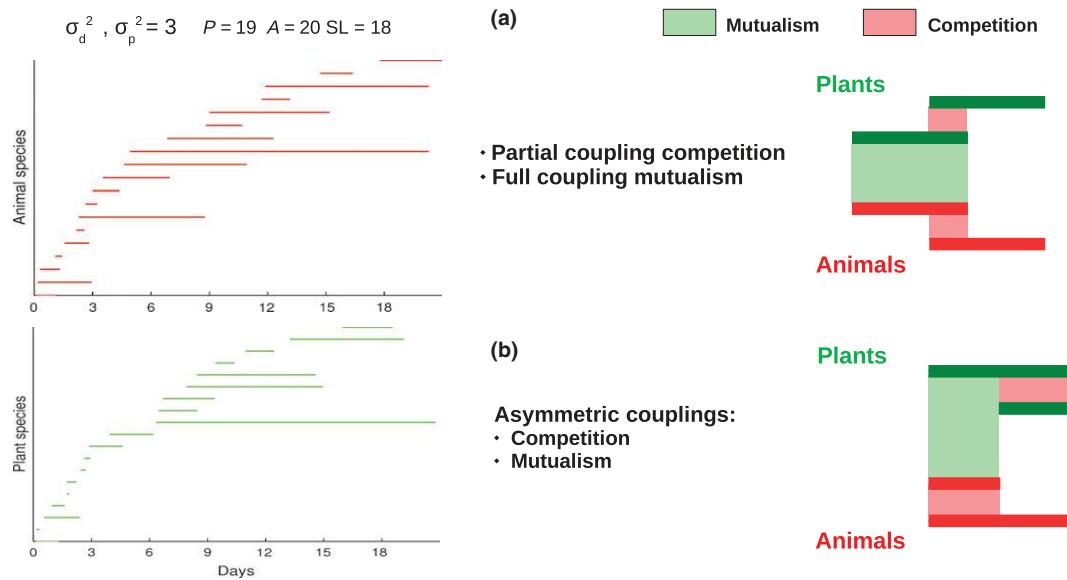 σd², σp² = 3 P = 19 A = 20 SL = 18
Animal species
0 3 6 9 12 15 18
Plant species
0 3 6 9 12 15 18
Days
(a)
Mutualism
Competition
Plants
• Partial coupling competition
• Full coupling mutualism
Animals
(b)
Plants
Asymmetric couplings:
• Competition
• Mutualism
Animals